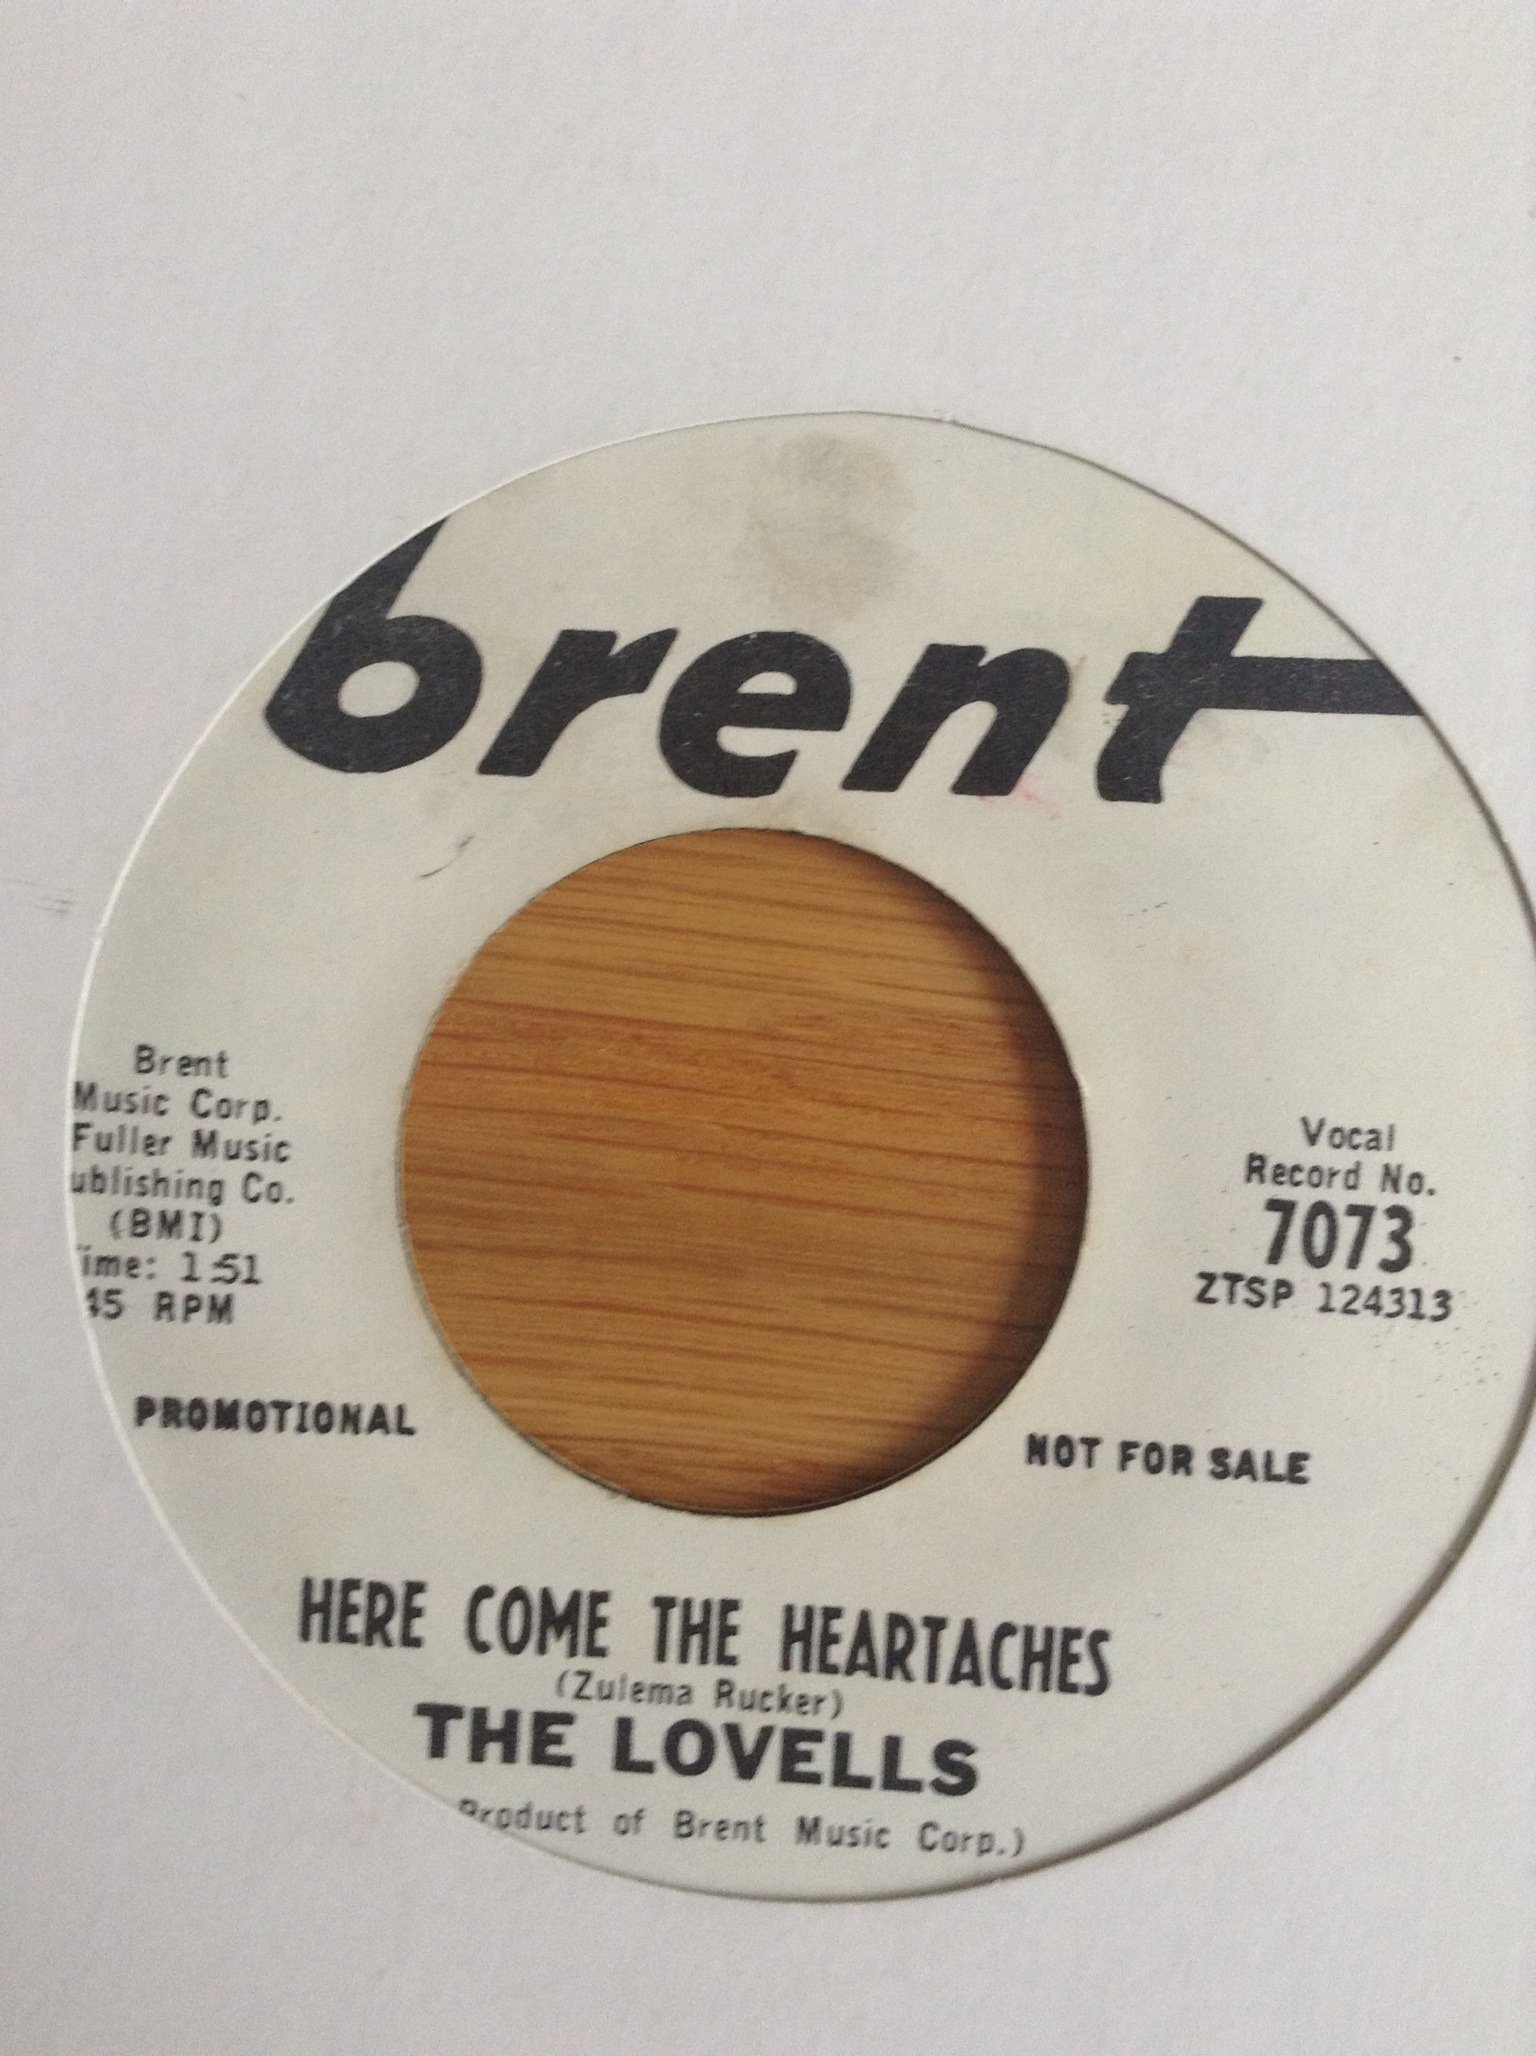 brent
Brent
Music Corp.
Fuller Music
ublishing Co.
(BMI)
ime: 1:51
45 RPM
Vocal
Record No.
7073
ZTSP 124313
PROMOTIONAL
NOT FOR SALE
HERE COME THE HEARTACHES
(Zulema Rucker)
THE LOVELLS
Product of Brent Music Corp.)